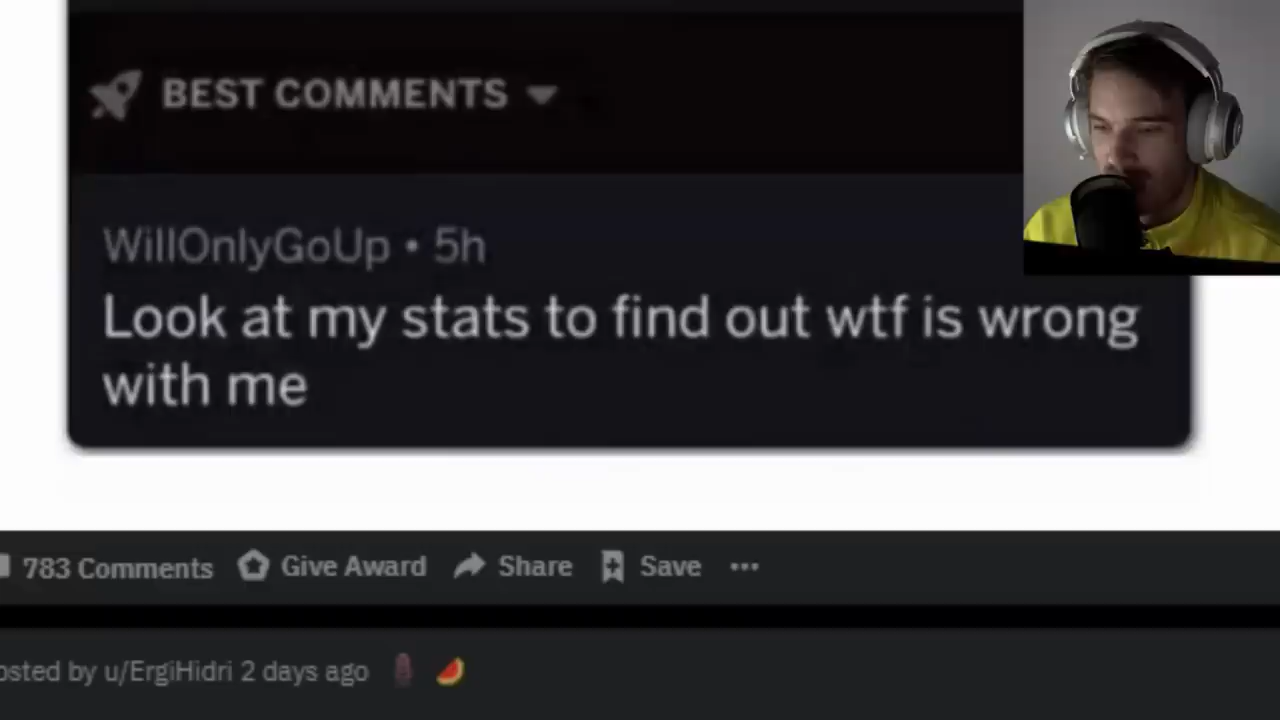 BEST COMMENTS
WillOnlyGoUp • 5h
Look at my stats to find out wtf is wrong
with me
783 Comments Give Award Share Save ...
osted by u/ErgiHidri 2 days ago